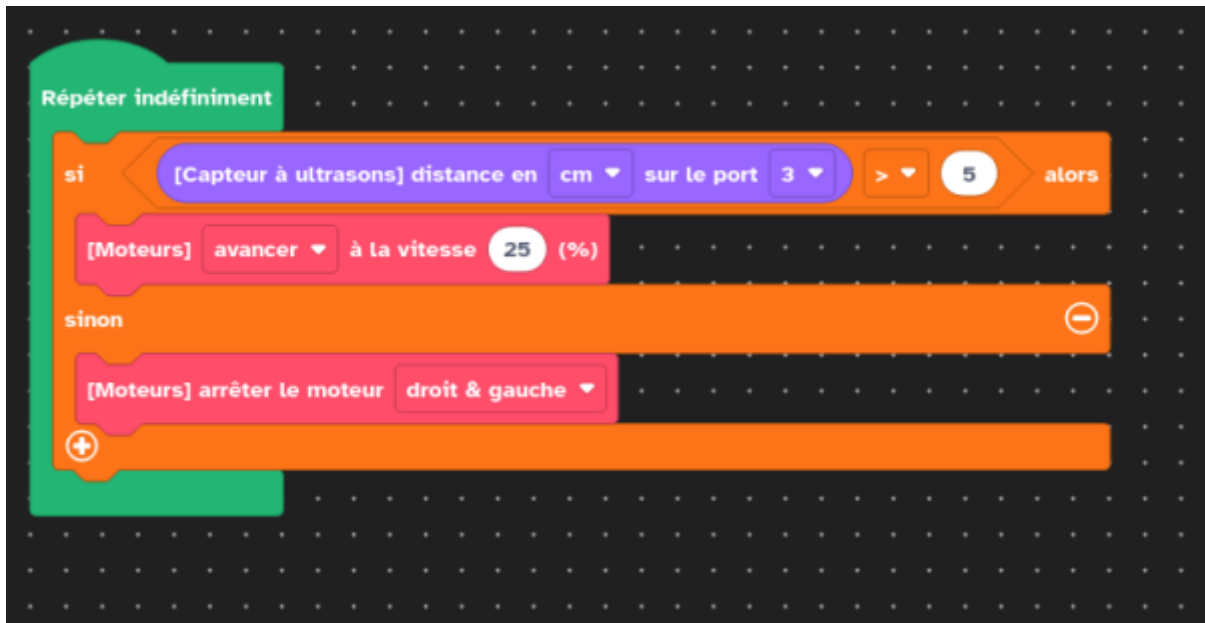 Répéter indéfiniment
si [Capteur à ultrasons] distance en cm sur le port 3 > 5 alors
[Moteurs] avancer à la vitesse 25 (%)
sinon
[Moteurs] arrêter le moteur droit & gauche